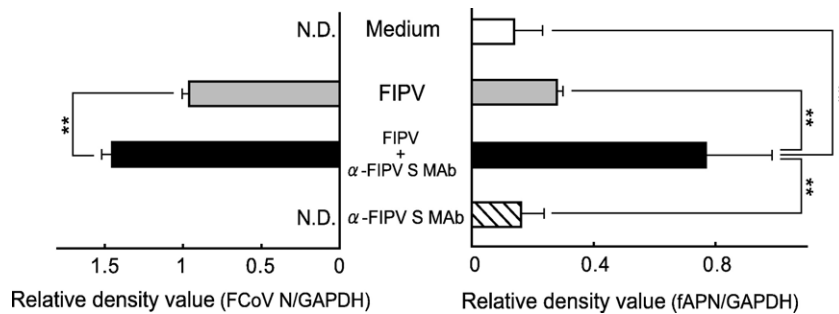 N.D. Medium
FIPV
**
**
FIPV
+
α-FIPV S MAb
**
N.D. α-FIPV S MAb
1.5 1 0.5 0
0 0.4 0.8
Relative density value (FCoV N/GAPDH)
Relative density value (fAPN/GAPDH)